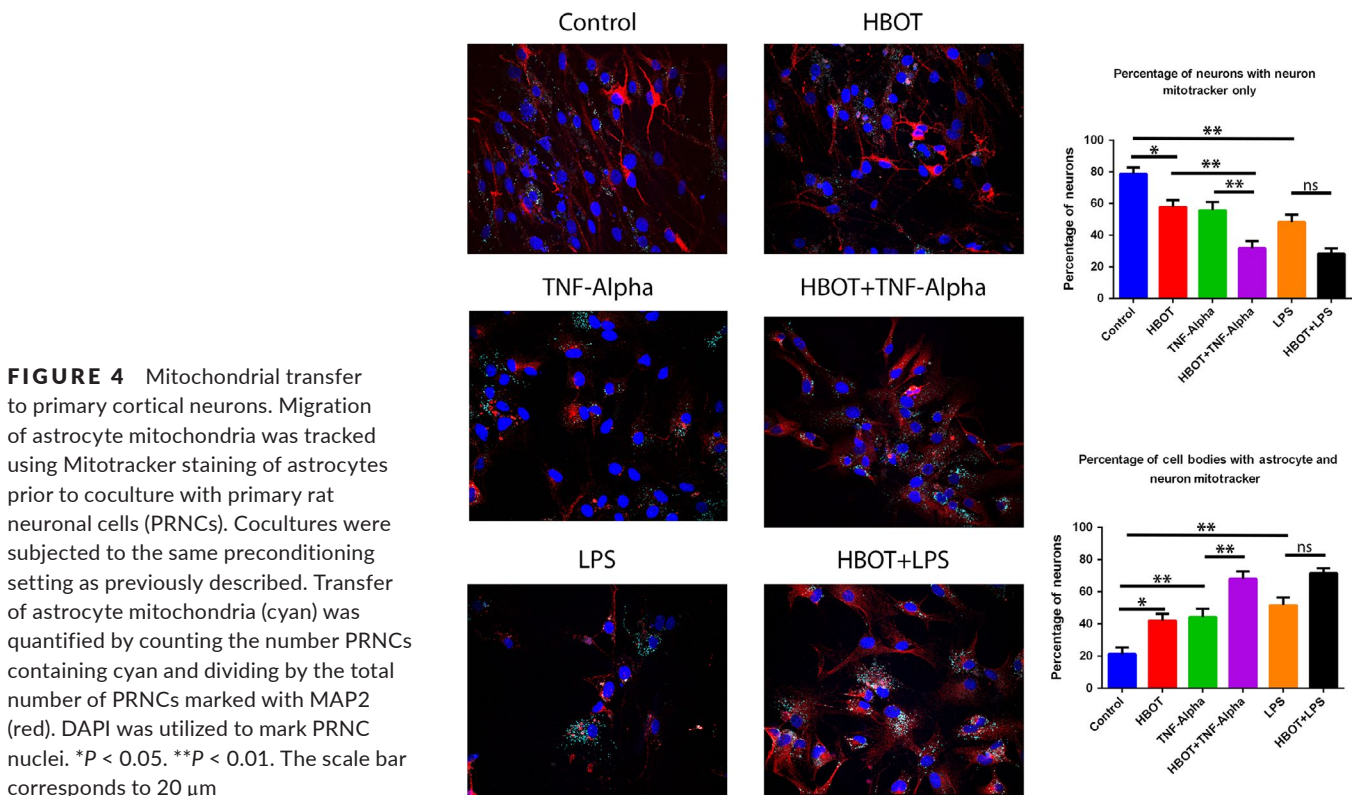 FIGURE 4 Mitochondrial transfer
to primary cortical neurons. Migration
of astrocyte mitochondria was tracked
using Mitotracker staining of astrocytes
prior to coculture with primary rat
neuronal cells (PRNCs). Cocultures were
subjected to the same preconditioning
setting as previously described. Transfer
of astrocyte mitochondria (cyan) was
quantified by counting the number PRNCs
containing cyan and dividing by the total
number of PRNCs marked with MAP2
(red). DAPI was utilized to mark PRNC
nuclei. *P < 0.05. **P < 0.01. The scale bar
corresponds to 20 μm
Control
HBOT
TNF-Alpha
HBOT+TNF-Alpha
LPS
HBOT+LPS
Percentage of neurons with neuron
mitotracker only
Percentage of neurons
100
80
60
40
20
0
**
*
**
**
ns
Control
HBOT
TNF-Alpha
HBOT+TNF-Alpha
LPS
HBOT+LPS
Percentage of cell bodies with astrocyte and
neuron mitotracker
Percentage of neurons
100
80
60
40
20
0
**
**
**
*
ns
Control
HBOT
TNF-Alpha
HBOT+TNF-Alpha
LPS
HBOT+LPS